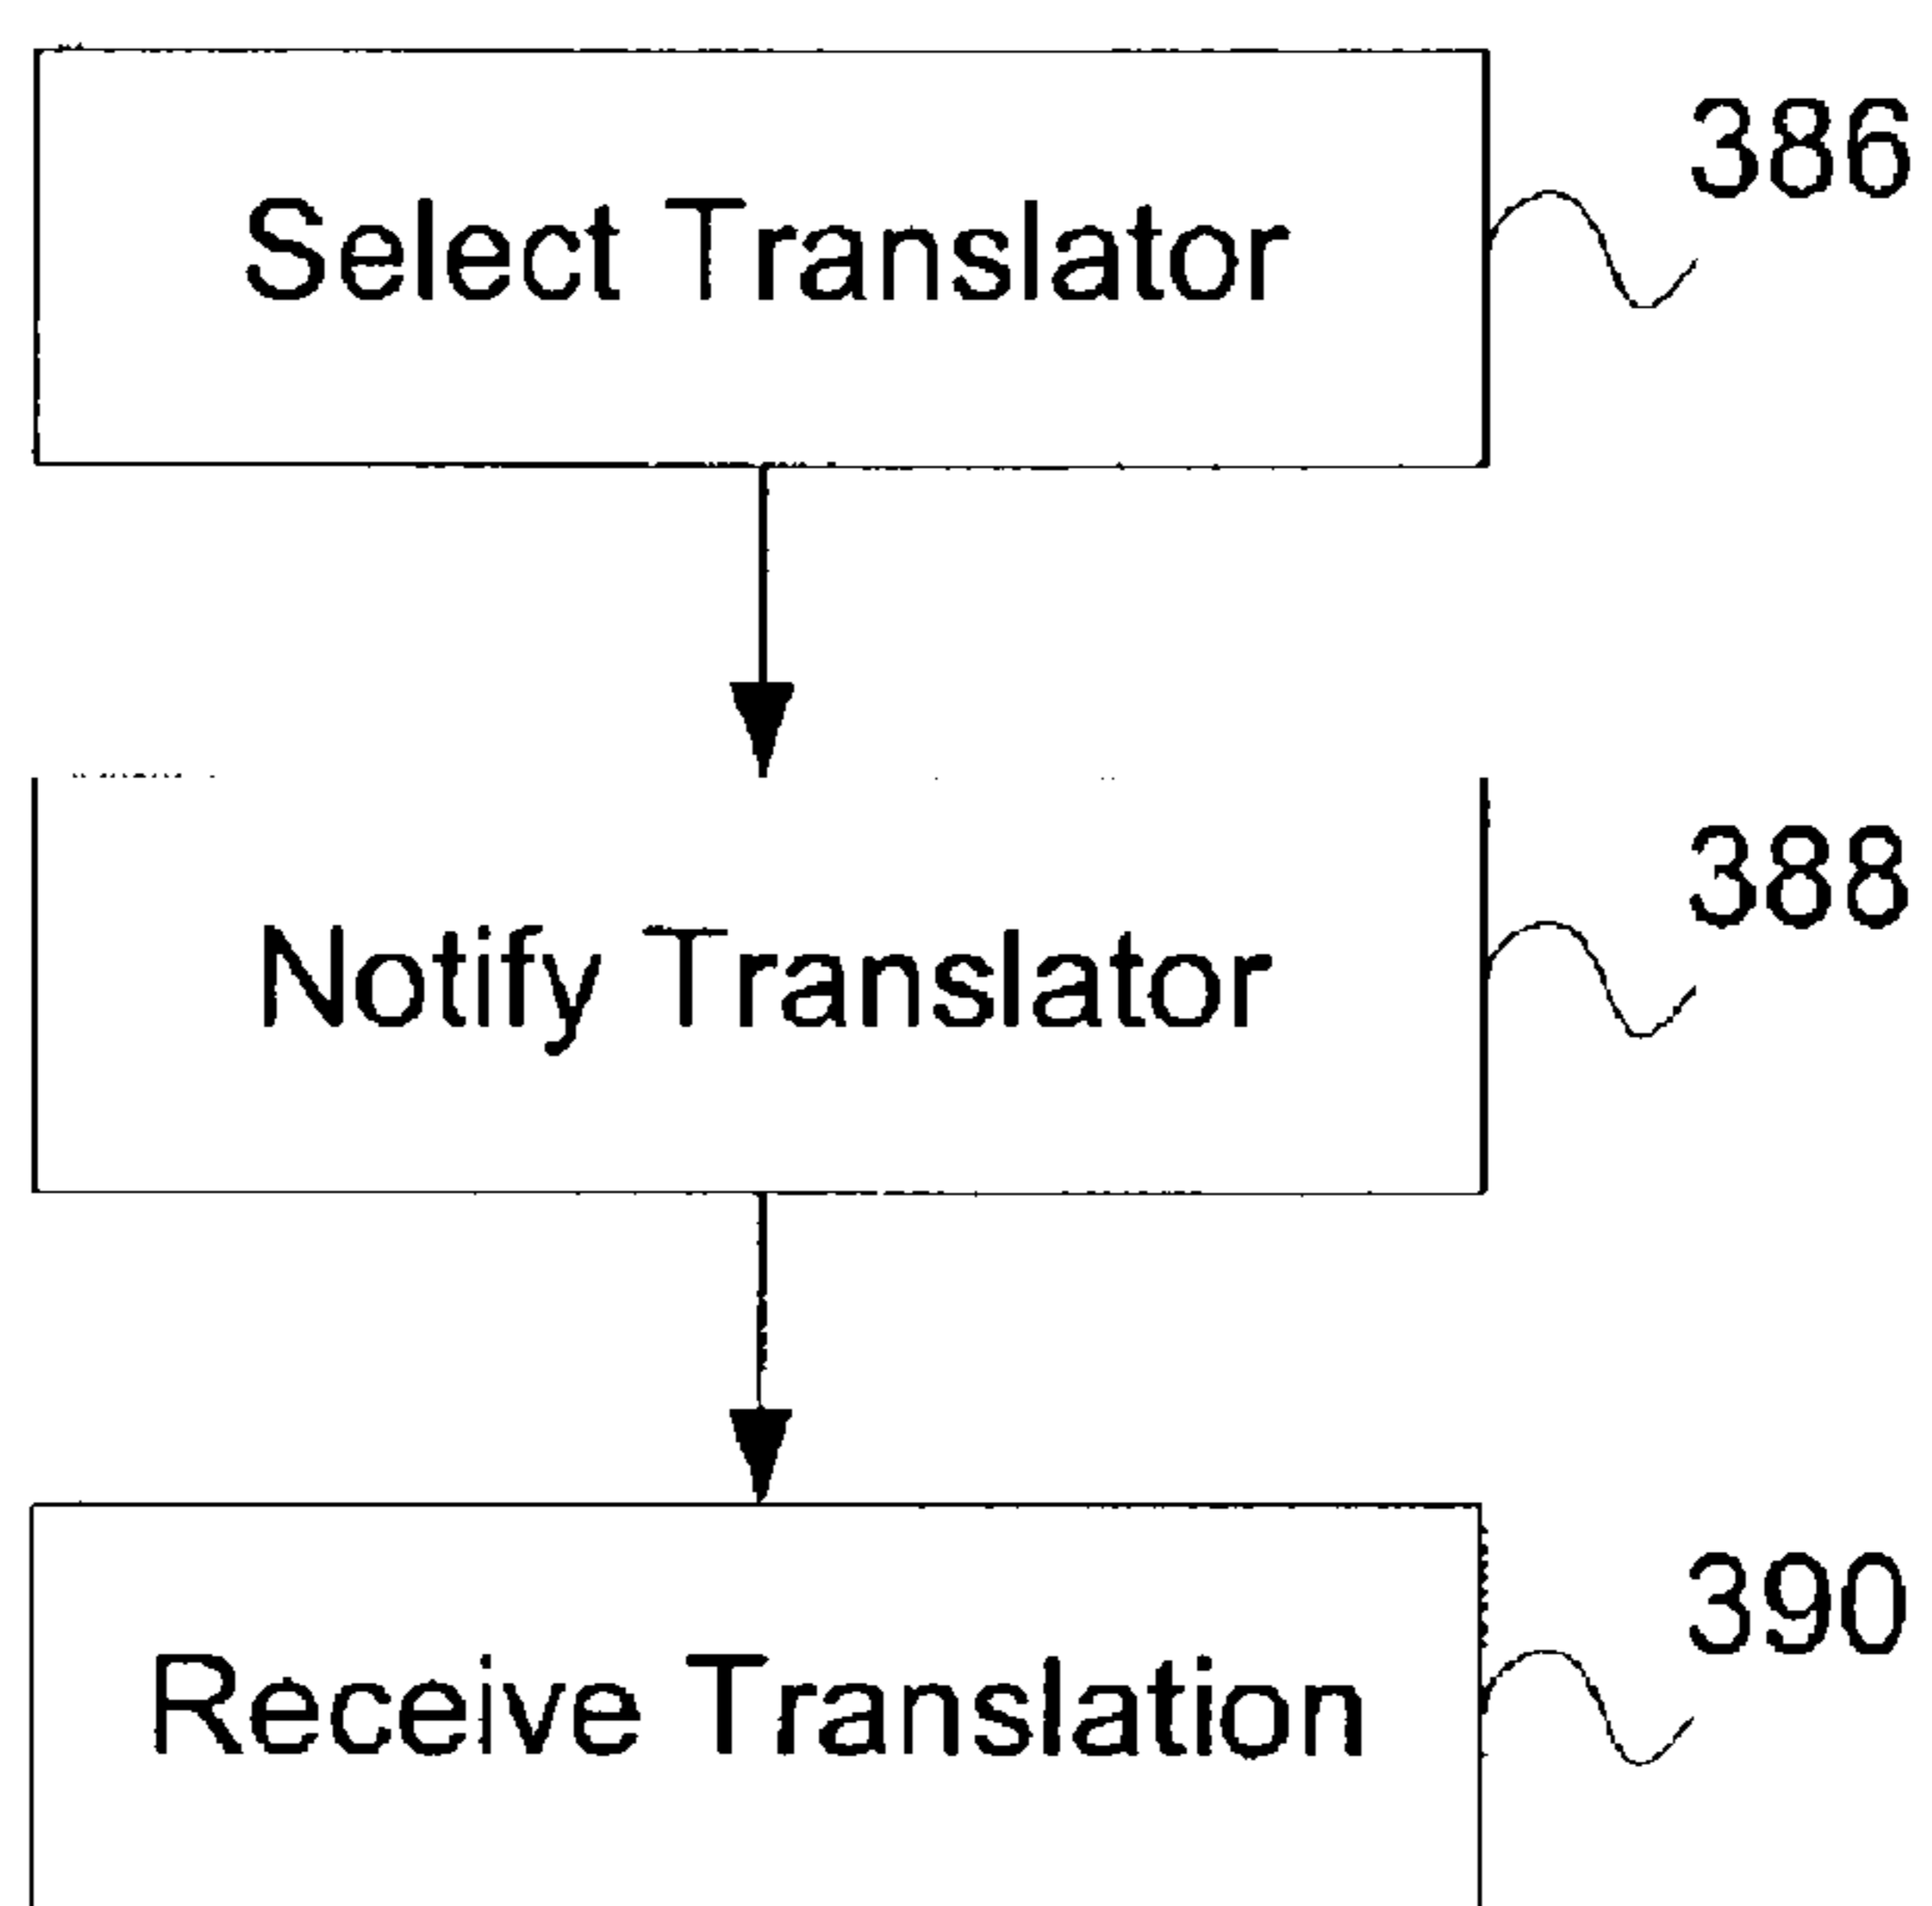 386
Select Translator
388
Notify Translator
390
Receive Translation